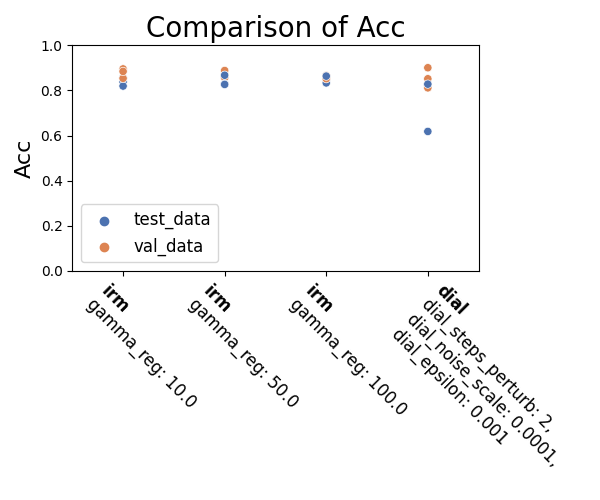 Comparison of Acc
Acc
1.0
0.8
0.6
0.4
0.2
0.0
test_data
val_data
irm
gamma_reg: 10.0
irm
gamma_reg: 50.0
irm
gamma_reg: 100.0
dial
dial_steps_perturb: 2,
dial_noise_scale: 0.0001,
dial_epsilon: 0.001